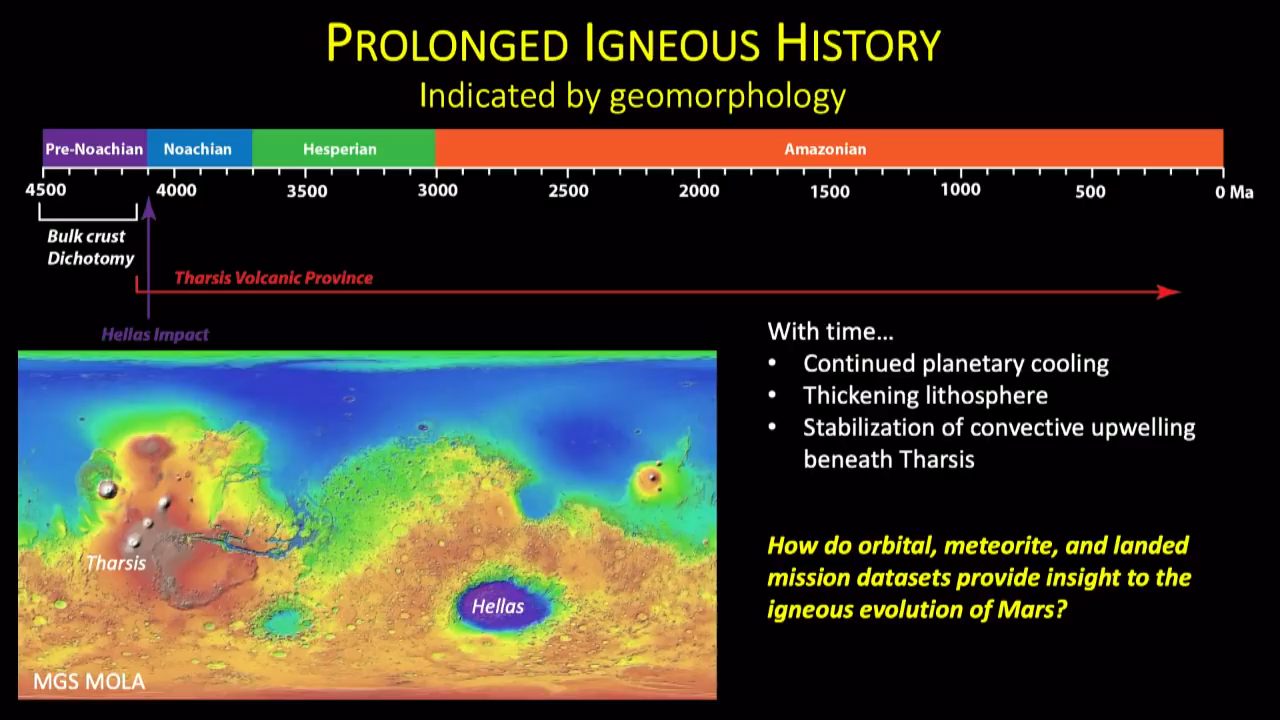 PROLONGED IGNEOUS HISTORY
Indicated by geomorphology
Pre-Noachian Noachian Hesperian Amazonian
4500 4000 3500 3000 2500 2000 1500 1000 500 0 Ma
Bulk crust
Dichotomy
Tharsis Volcanic Province
Hellas Impact
With time…
• Continued planetary cooling
• Thickening lithosphere
• Stabilization of convective upwelling
beneath Tharsis
How do orbital, meteorite, and landed
mission datasets provide insight to the
igneous evolution of Mars?
Tharsis
Hellas
MGS MOLA